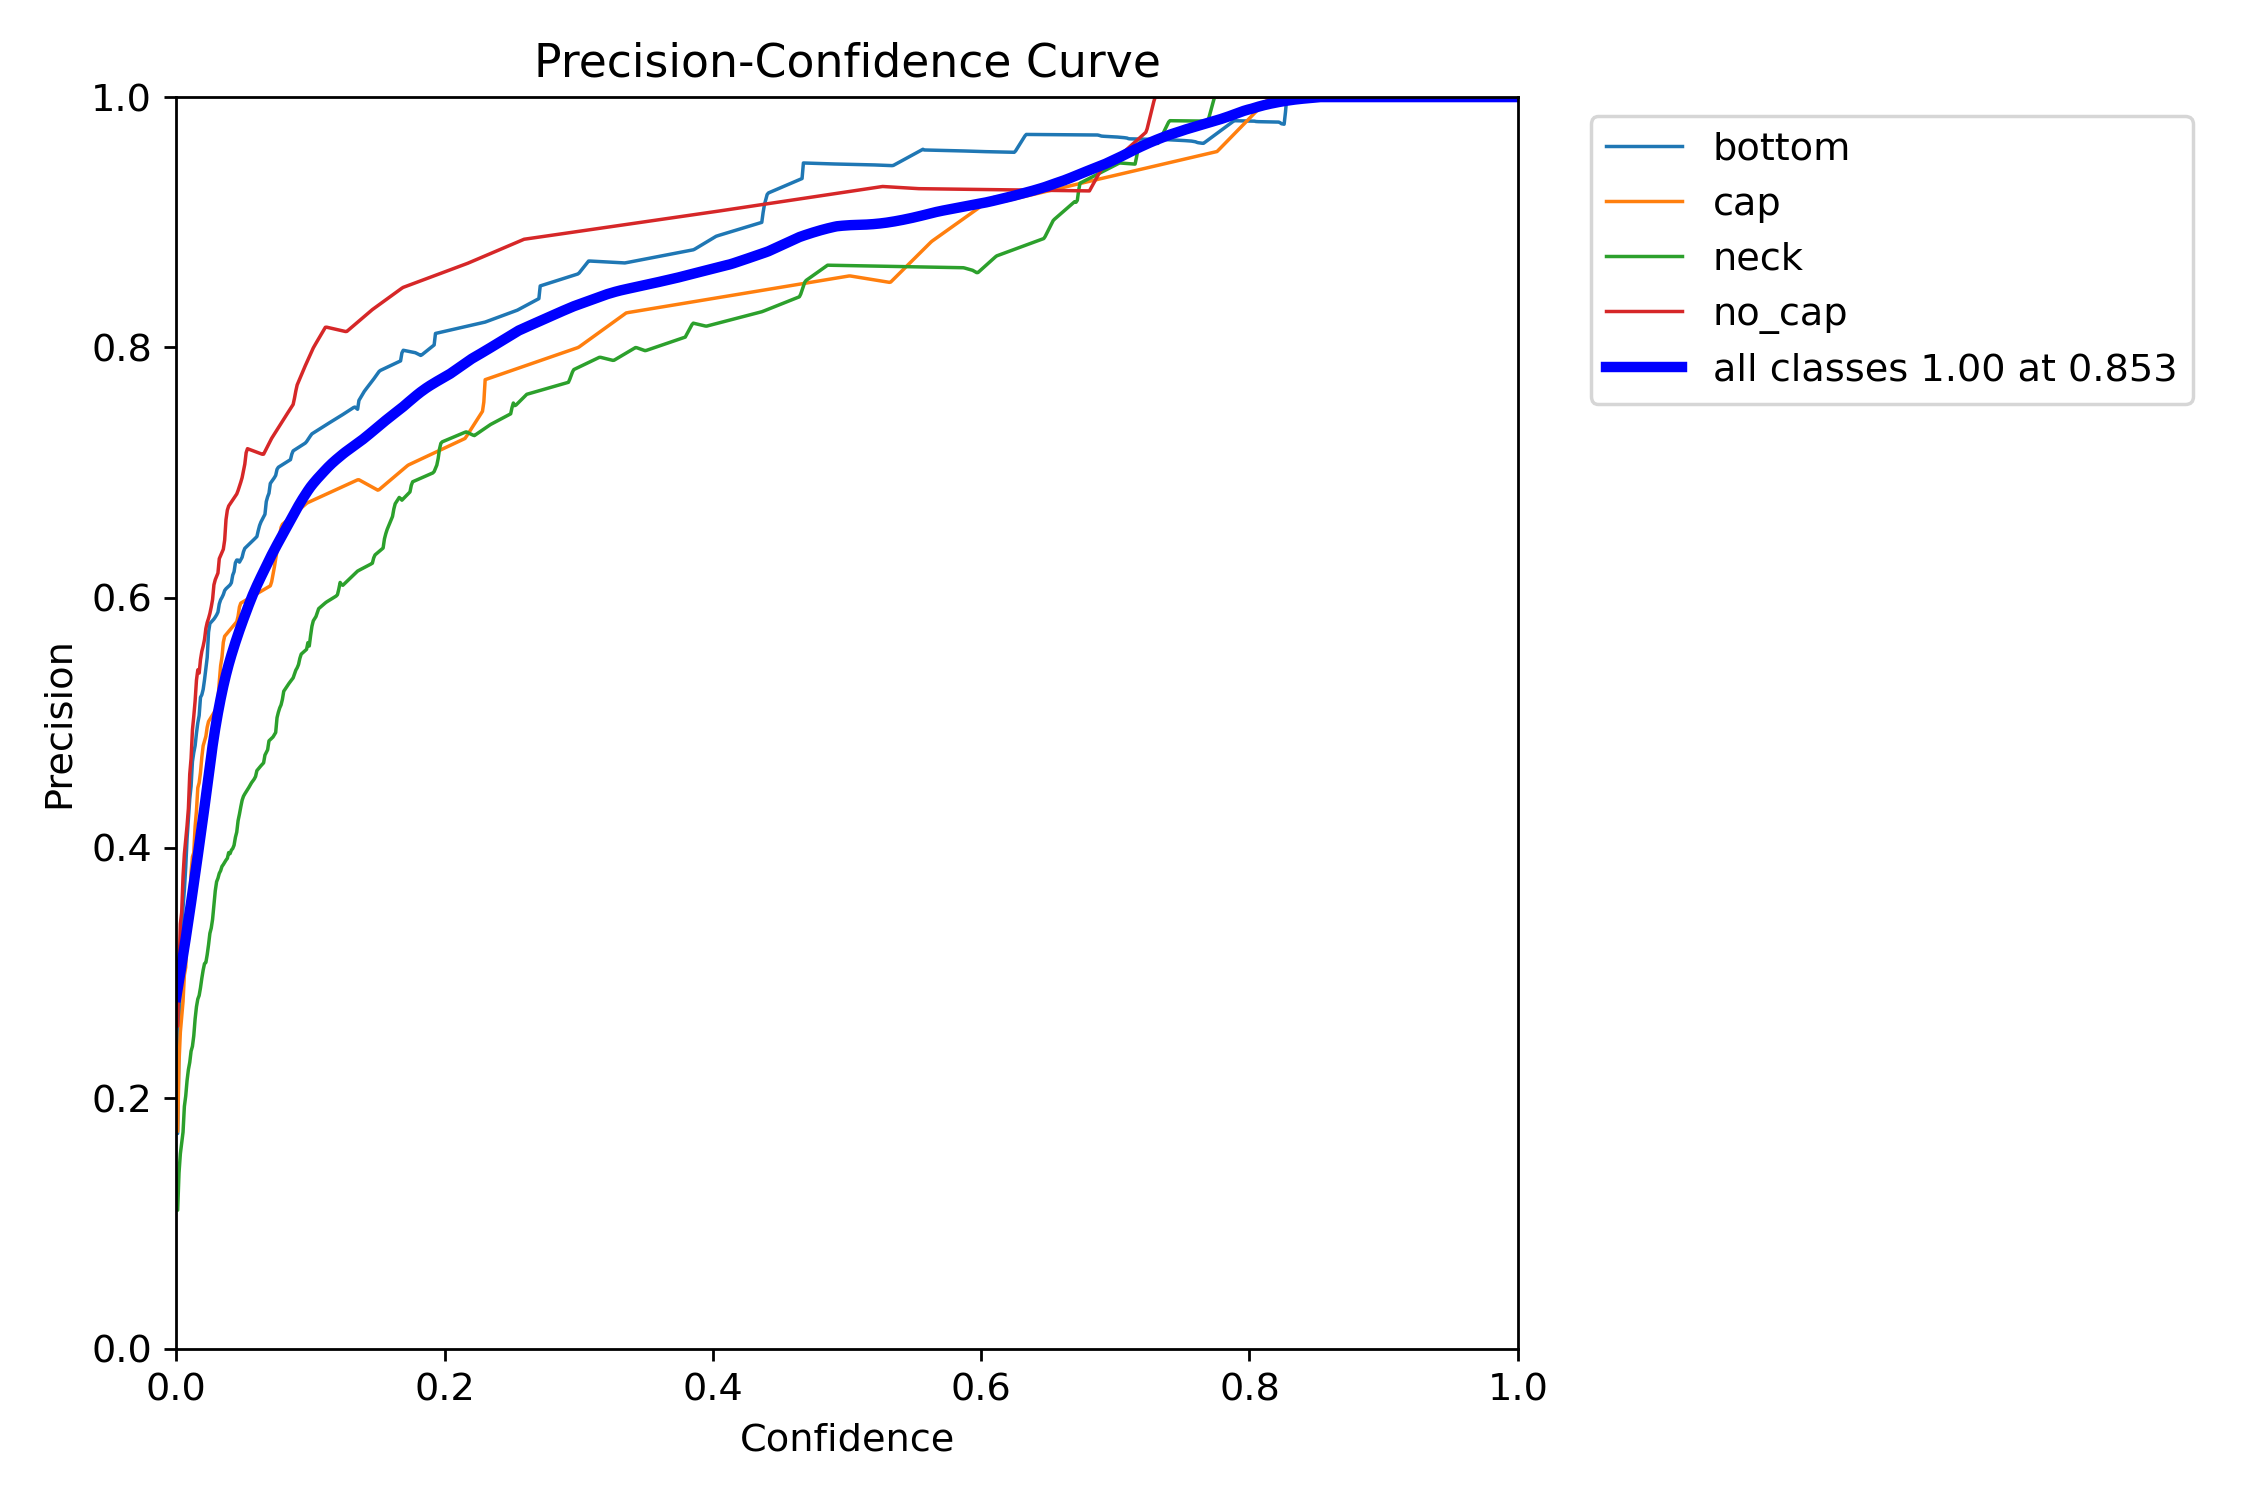 Precision-Confidence Curve
1.0
0.8
0.6
0.4
0.2
0.0
Precision
0.0 0.2 0.4 0.6 0.8 1.0
Confidence
bottom
cap
neck
no_cap
all classes 1.00 at 0.853